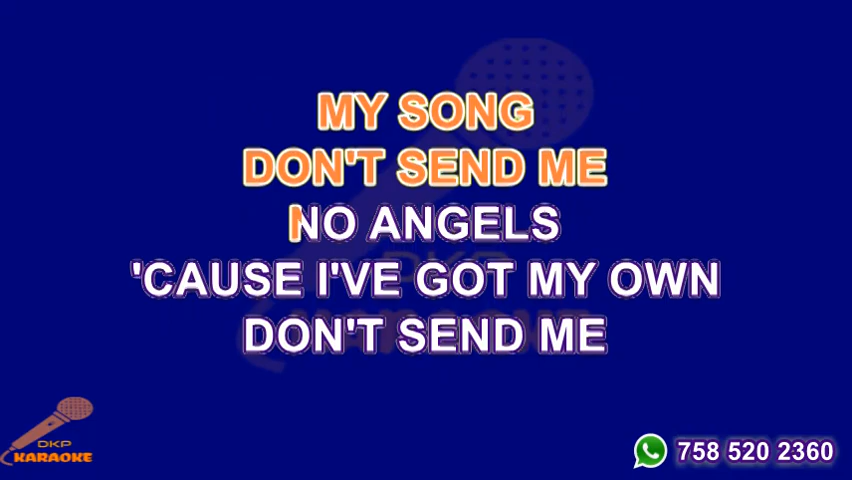 MY SONG
DON'T SEND ME
NO ANGELS
'CAUSE I'VE GOT MY OWN
DON'T SEND ME
DKP
KARAOKE
758 520 2360